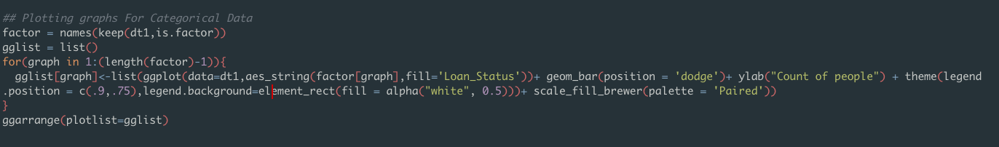 ## Plotting graphs For Categorical Data
factor = names(keep(dt1,is.factor))
gglist = list()
for(graph in 1:(length(factor)-1)){
  gglist[graph]<-list(ggplot(data=dt1,aes_string(factor[graph],fill='Loan_Status'))+ geom_bar(position = 'dodge')+ ylab("Count of people") + theme(legend
.position = c(.9,.75),legend.background=element_rect(fill = alpha("white", 0.5)))+ scale_fill_brewer(palette = 'Paired'))
}
ggarrange(plotlist=gglist)